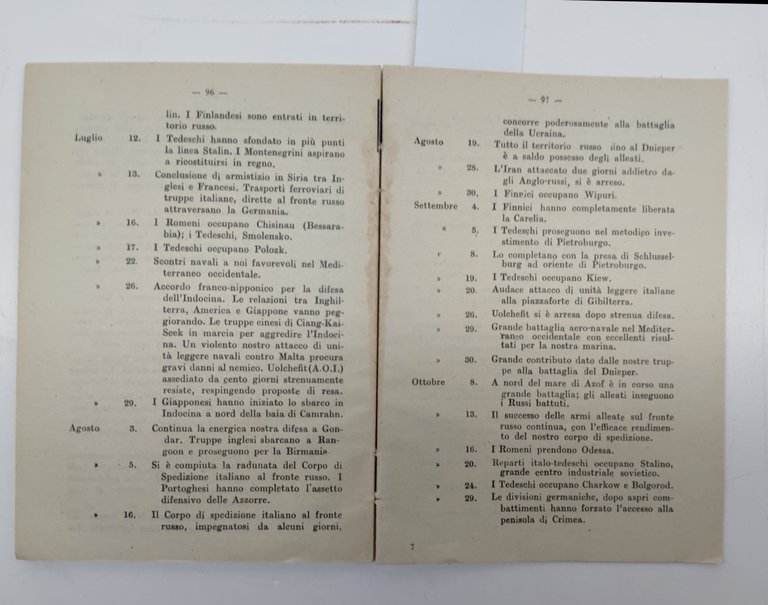 — 96 —
lin. I Finlandesi sono entrati in terri-
torio russo.
Luglio 12. I Tedeschi hanno sfondato in più punti
la linea Stalin. I Montenegrini aspirano
a ricostituirsi in regno.
» 13. Conclusione di armistizio in Siria tra In-
glesi e Francesi. Trasporti ferroviari di
truppe italiane, dirette al fronte russo
attraversano la Germania.
» 16. I Romeni occupano Chisinau (Bessara-
bia); i Tedeschi, Smolensko.
» 17. I Tedeschi occupano Polozk.
» 22. Scontri navali a noi favorevoli nel Medi-
terraneo occidentale.
» 26. Accordo franco-nipponico per la difesa
dell'Indocina. Le relazioni tra Inghil-
terra, America e Giappone vanno peg-
giorando. Le truppe cinesi di Ciang-Kai-
Scek in marcia per aggredire l'Indoci-
na. Un violento nostro attacco di uni-
tà leggere navali contro Malta procura
gravi danni al nemico. Uolchefit (A.O.I.)
assediato da cento giorni strenuamente
resiste, respingendo proposte di resa.
» 29. I Giapponesi hanno iniziato lo sbarco in
Indocina a nord della baia di Camrahn.
Agosto 3. Continua la energica nostra difesa a Gon-
dar. Truppe inglesi sbarcano a Ran-
goon e proseguono per la Birmania.
» 5. Si è compiuta la radunata del Corpo di
Spedizione italiano al fronte russo. I
Portoghesi hanno completato l'assetto
difensivo delle Azzorre.
» 16. Il Corpo di spedizione italiano al fronte
russo, impegnatosi da alcuni giorni,
— 97 —
concorre poderosamente alla battaglia
della Ucraina.
Agosto 19. Tutto il territorio russo fino al Dnieper
è a saldo possesso degli alleati.
» 28. L'Iran attaccato due giorni addietro da-
gli Anglo-russi, si è arreso.
» 30. I Finnici occupano Wipuri.
Settembre 4. I Finnici hanno completamente liberata
la Carelia.
« 5. I Tedeschi proseguono nel metodico inve-
stimento di Pietroburgo.
» 8. Lo completano con la presa di Schlussel-
burg ad oriente di Pietroburgo.
» 19. I Tedeschi occupano Kiew.
» 20. Audace attacco di unità leggere italiane
alla piazzaforte di Gibilterra.
» 26. Uolchefit si è arresa dopo strenua difesa.
» 29. Grande battaglia aero-navale nel Mediter-
raneo occidentale con eccellenti risul-
tati per la nostra marina.
» 30. Grande contributo dato dalle nostre trup-
pe alla battaglia del Dnieper.
Ottobre 8. A nord del mare di Azof è in corso una
grande battaglia; gli alleati inseguono
i Russi battuti.
» 13. Il successo delle armi alleate sul fronte
russo continua, con l'efficace rendimento
del nostro corpo di spedizione.
» 16. I Romeni prendono Odessa.
» 20. Reparti italo-tedeschi occupano Stalino,
grande centro industriale sovietico.
» 24. I Tedeschi occupano Charkow e Bolgorod.
» 29. Le divisioni germaniche, dopo aspri com-
battimenti hanno forzato l'accesso alla
penisola di Crimea.
7